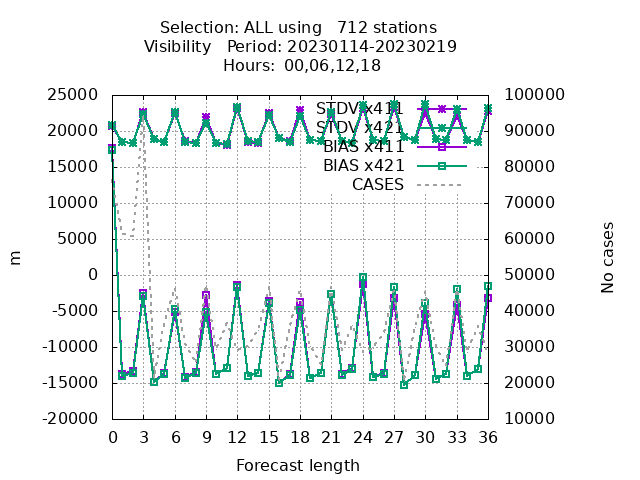 Selection: ALL using 712 stations
Visibility Period: 20230114-20230219
Hours: 00,06,12,18
25000
20000
15000
10000
5000
0
-5000
-10000
-15000
-20000
m
STDV x411
STDV x421
BIAS x411
BIAS x421
CASES
100000
90000
80000
70000
60000
50000
40000
30000
20000
10000
No cases
0 3 6 9 12 15 18 21 24 27 30 33 36
Forecast length